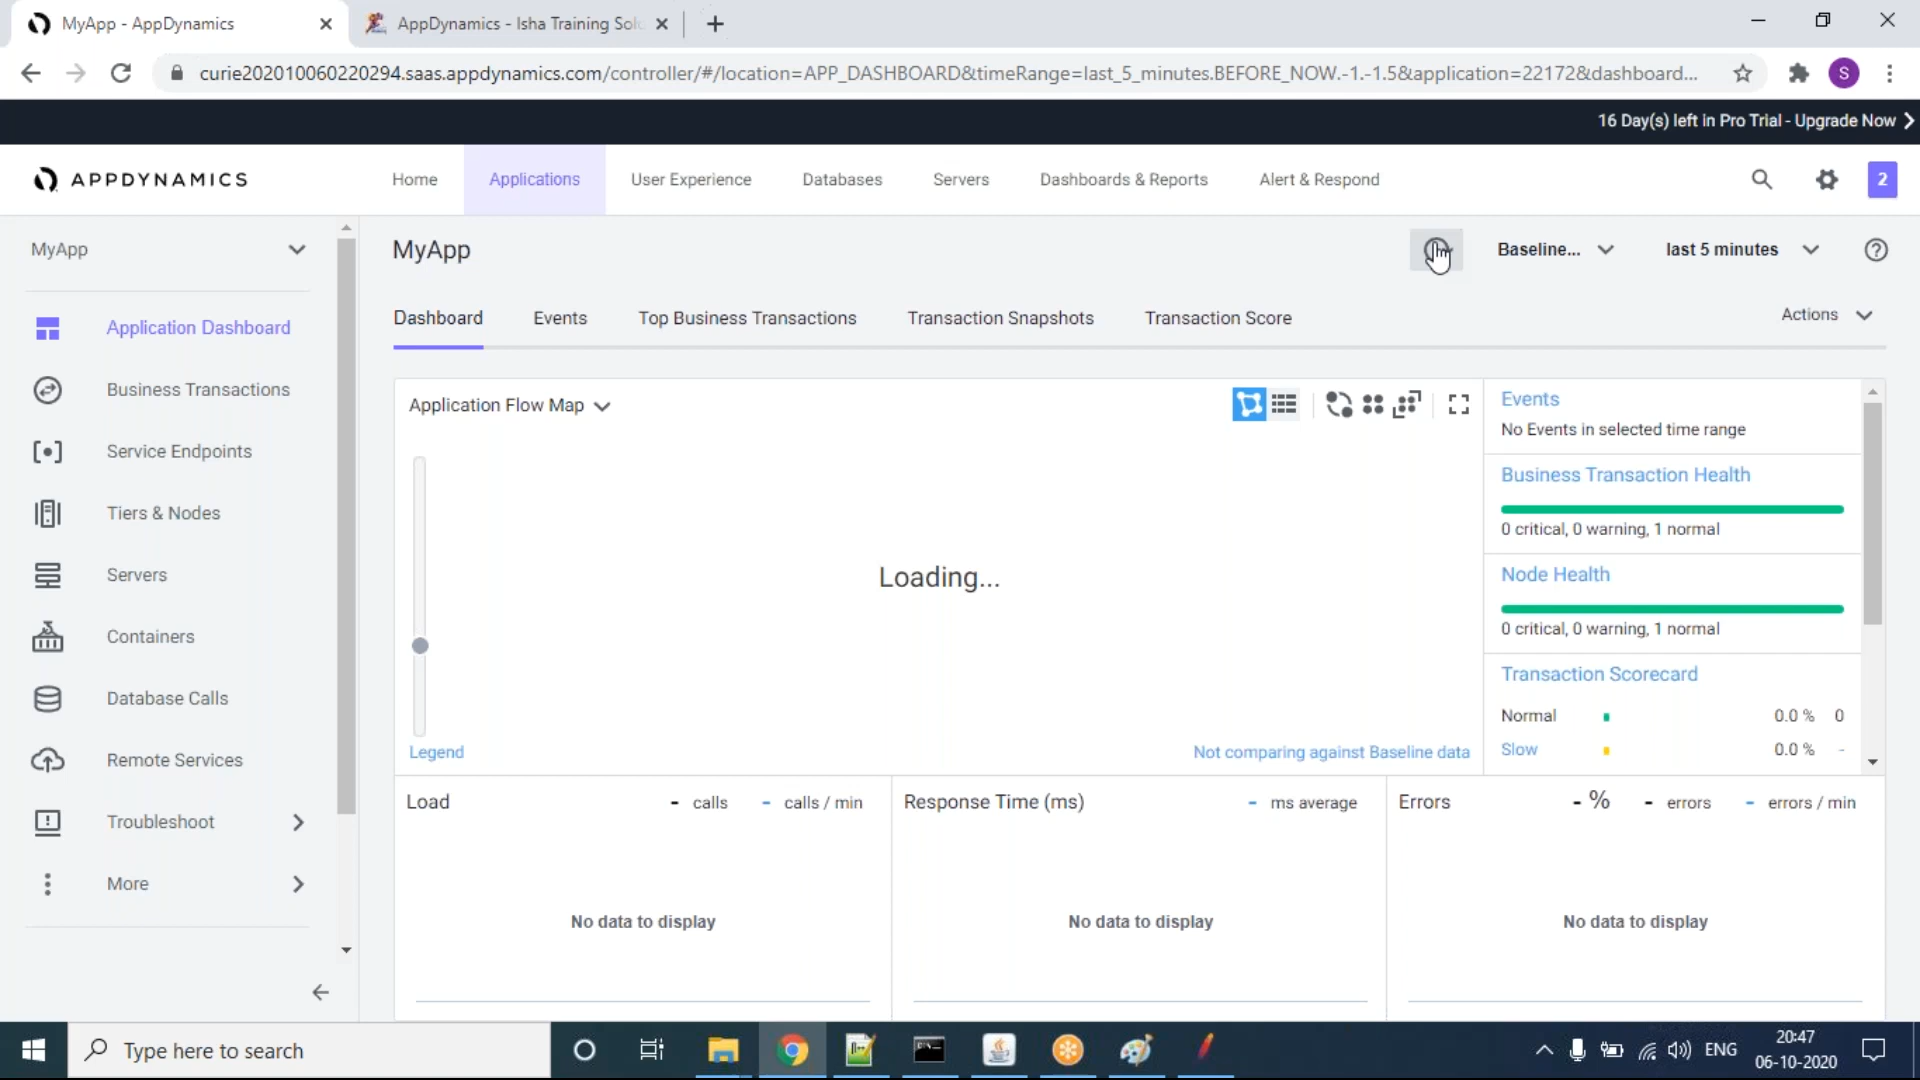 MyApp - AppDynamics
AppDynamics - Isha Training Solu
curie202010060220294.saas.appdynamics.com/controller/#/location=APP_DASHBOARD&timeRange=last_5_minutes.BEFORE_NOW.-1.-1.5&application=22172&dashboard...
S
16 Day(s) left in Pro Trial - Upgrade Now
APPDYNAMICS
Home
Applications
User Experience
Databases
Servers
Dashboards & Reports
Alert & Respond
2
MyApp
MyApp
Baseline...
last 5 minutes
Application Dashboard
Dashboard
Events
Top Business Transactions
Transaction Snapshots
Transaction Score
Actions
Business Transactions
Service Endpoints
Tiers & Nodes
Servers
Containers
Database Calls
Remote Services
Troubleshoot
More
Application Flow Map
Loading...
Legend
Not comparing against Baseline data
Events
No Events in selected time range
Business Transaction Health
0 critical, 0 warning, 1 normal
Node Health
0 critical, 0 warning, 1 normal
Transaction Scorecard
Normal 0.0 % 0
Slow 0.0 % -
Load - calls - calls / min
No data to display
Response Time (ms) - ms average
No data to display
Errors - % - errors - errors / min
No data to display
Type here to search
ENG
20:47
06-10-2020